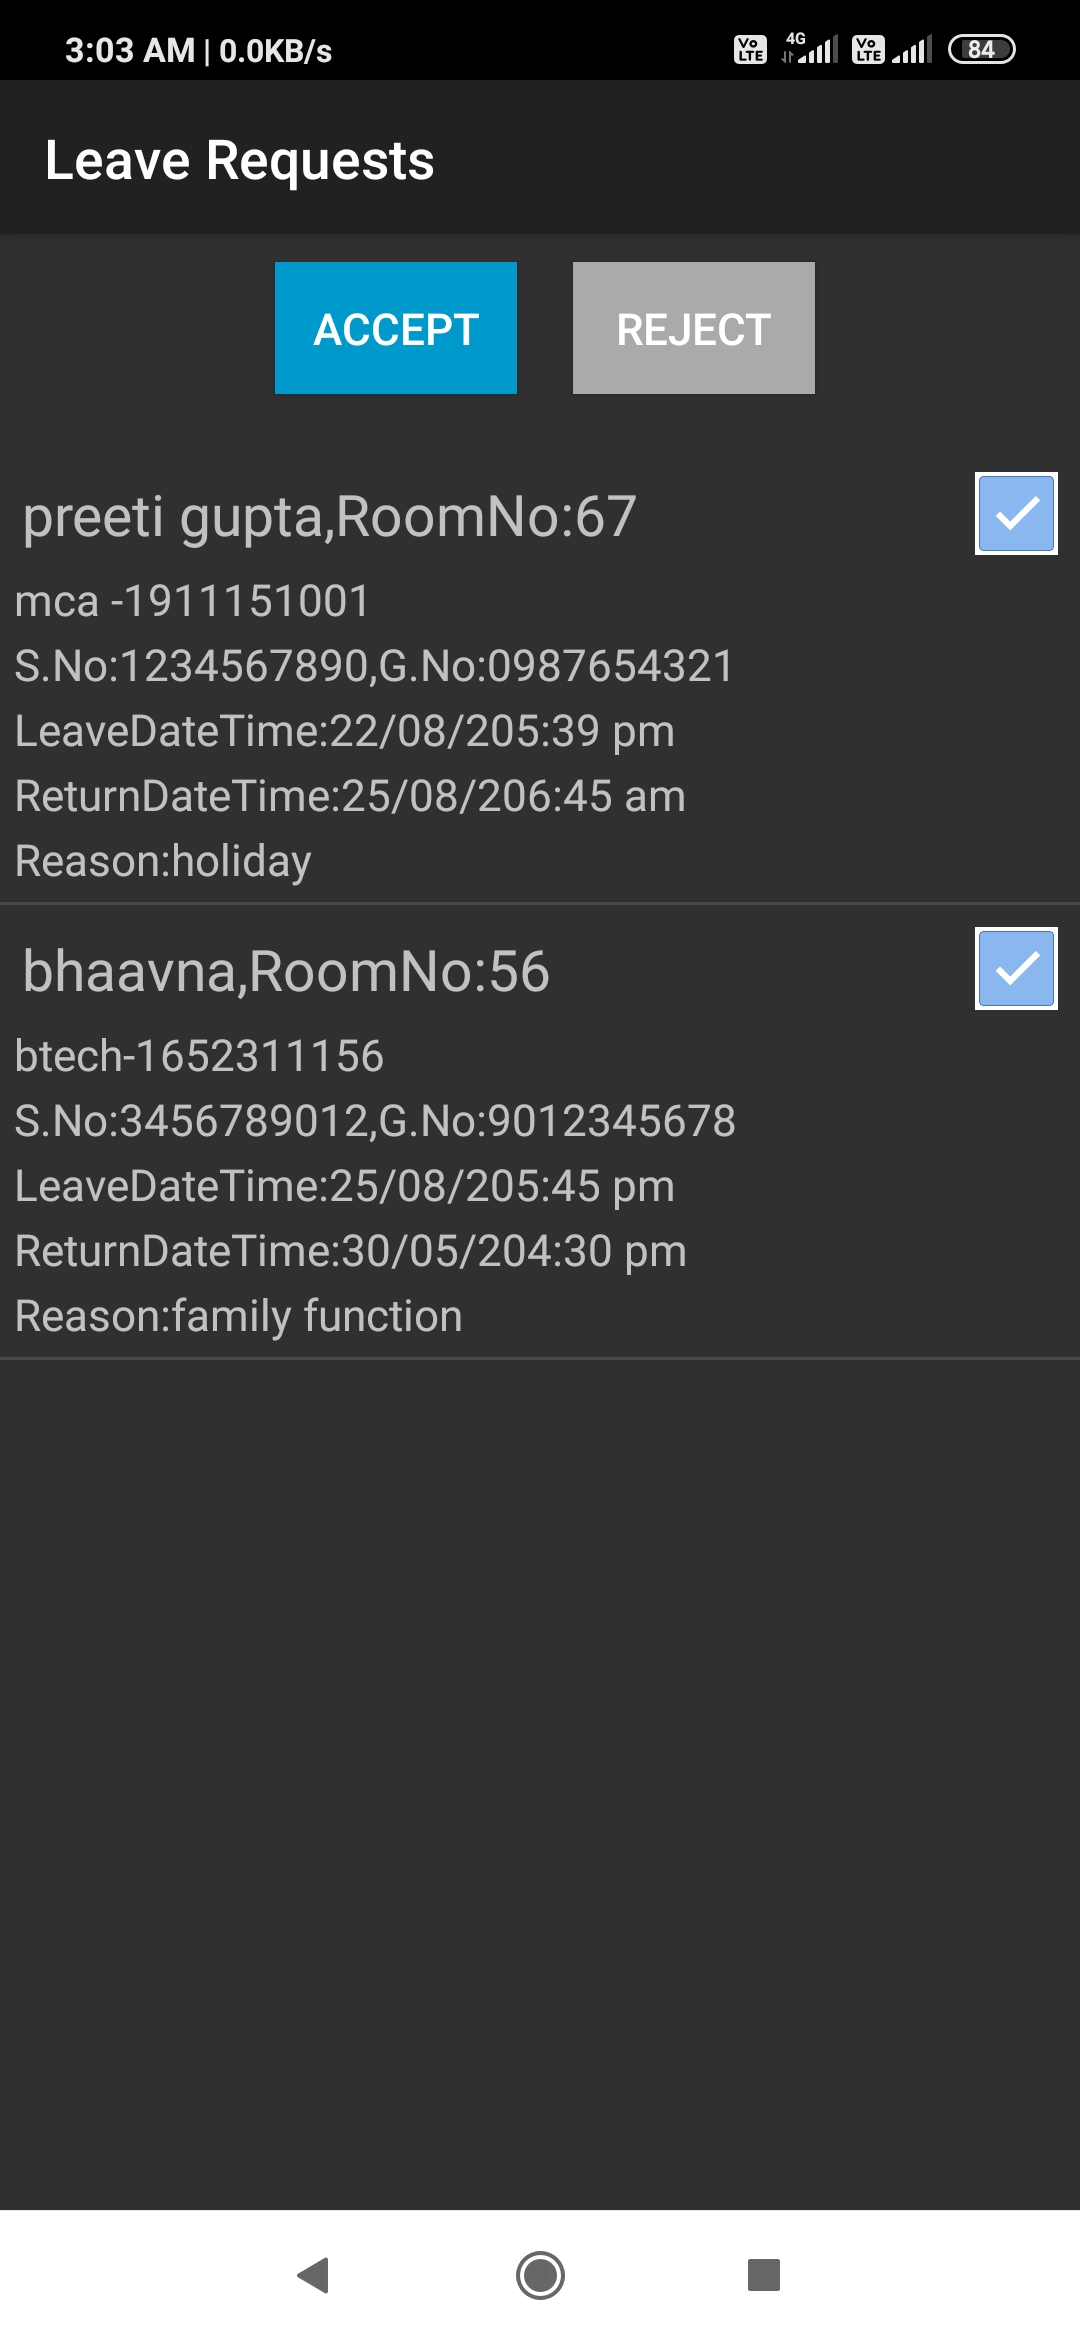 3:03 AM | 0.0KB/s Vo LTE 4G Vo LTE 84
Leave Requests
ACCEPT REJECT
preeti gupta,RoomNo:67
mca -1911151001
S.No:1234567890,G.No:0987654321
LeaveDateTime:22/08/205:39 pm
ReturnDateTime:25/08/206:45 am
Reason:holiday
bhaavna,RoomNo:56
btech-1652311156
S.No:3456789012,G.No:9012345678
LeaveDateTime:25/08/205:45 pm
ReturnDateTime:30/05/204:30 pm
Reason:family function